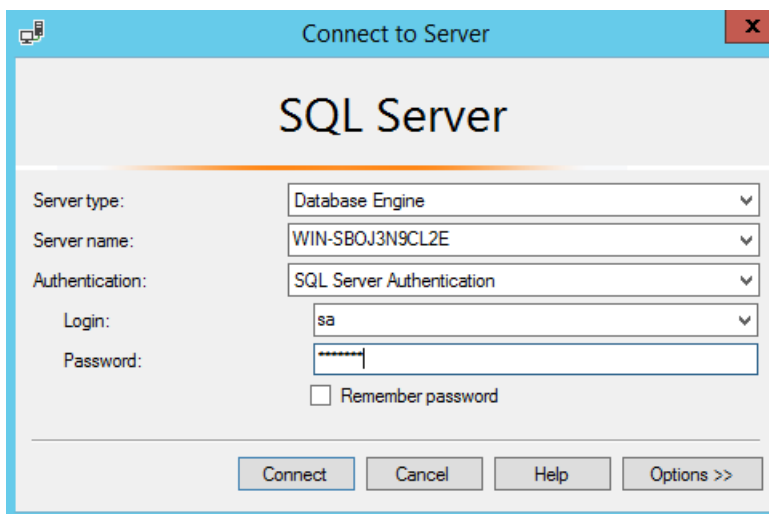 Connect to Server
x
SQL Server
Server type: Database Engine
Server name: WIN-SBOJ3N9CL2E
Authentication: SQL Server Authentication
Login: sa
Password: *******
Remember password
Connect Cancel Help Options >>